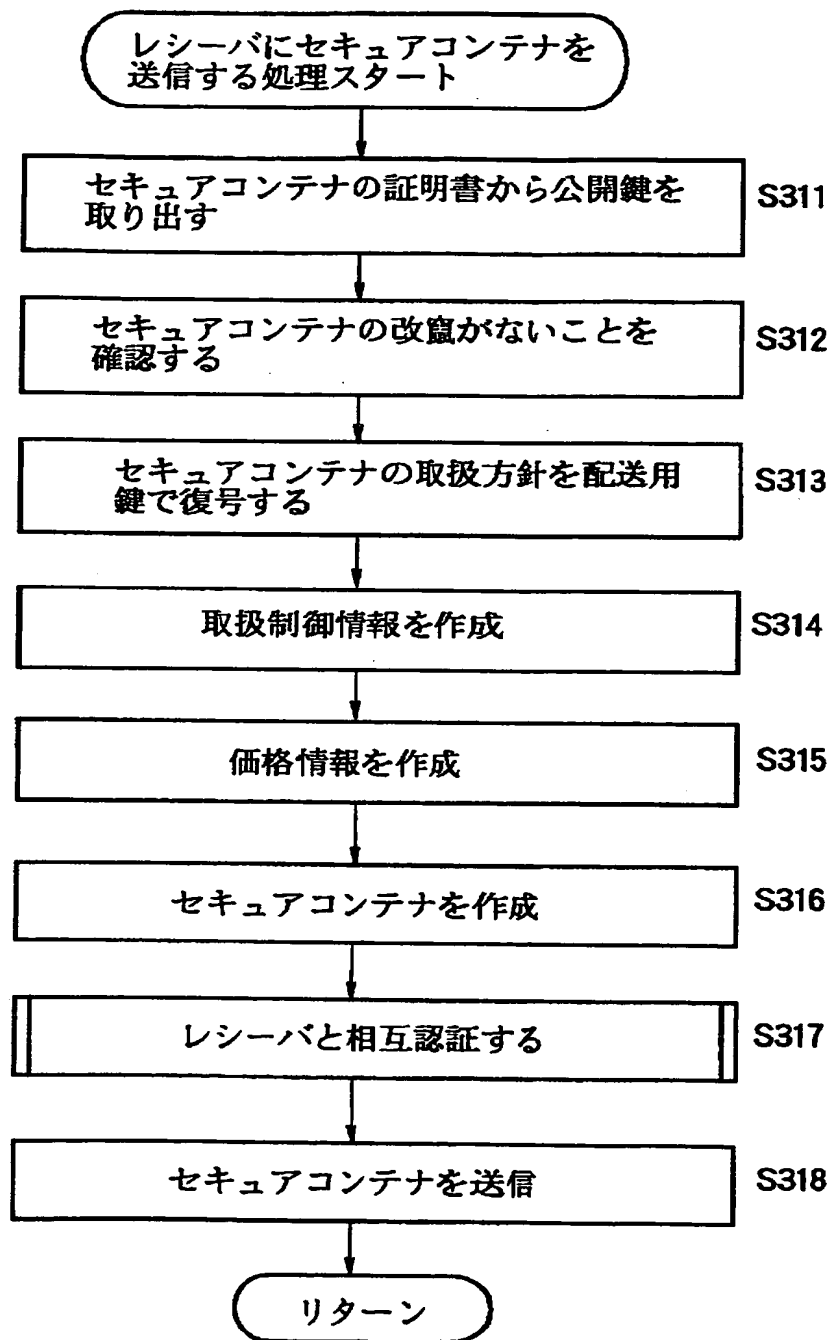 レシーバにセキュアコンテナを
送信する処理スタート
セキュアコンテナの証明書から公開鍵を
取り出す
S311
セキュアコンテナの改竄がないことを
確認する
S312
セキュアコンテナの取扱方針を配送用
鍵で復号する
S313
取扱制御情報を作成
S314
価格情報を作成
S315
セキュアコンテナを作成
S316
レシーバと相互認証する
S317
セキュアコンテナを送信
S318
リターン